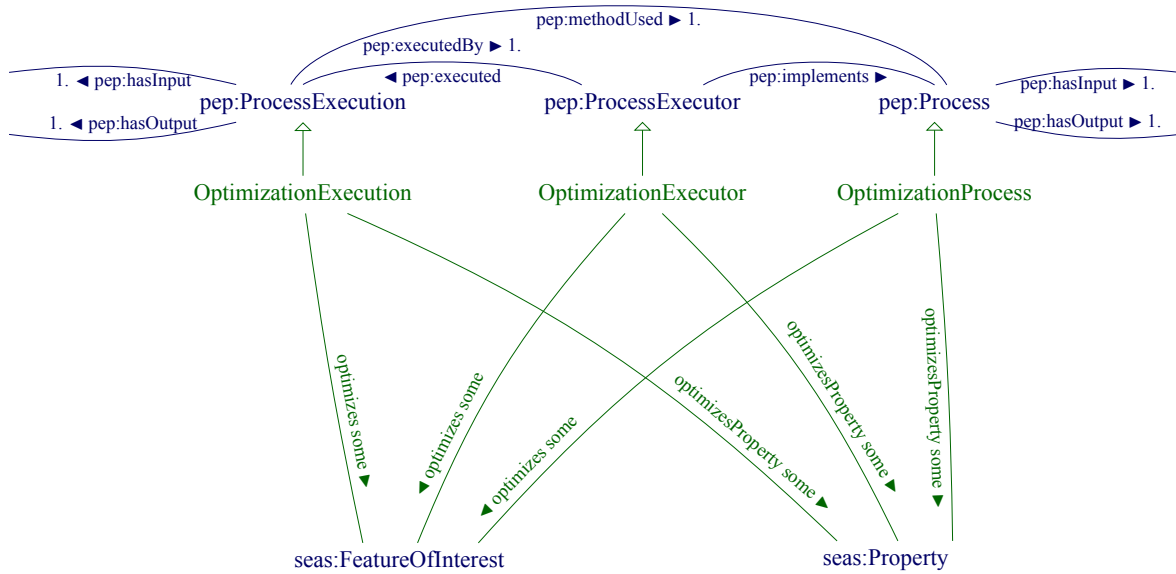 pep:methodUsed ► 1.
pep:executedBy ► 1.
1. ◄ pep:hasInput
◄ pep:executed
pep:implements ►
pep:hasInput ► 1.
pep:ProcessExecution
pep:ProcessExecutor
pep:Process
1. ◄ pep:hasOutput
pep:hasOutput ► 1.
OptimizationExecution
OptimizationExecutor
OptimizationProcess
optimizes some ►
optimizes some ►
optimizes some ►
optimizesProperty some ►
optimizesProperty some ►
optimizesProperty some ►
seas:FeatureOfInterest
seas:Property